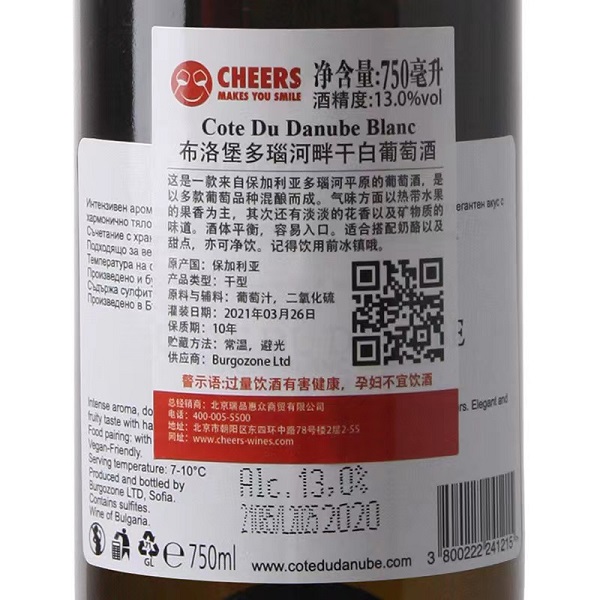 CHEERS
MAKES YOU SMILE
净含量:750毫升
酒精度:13.0%vol
Cote Du Danube Blanc
布洛堡多瑙河畔干白葡萄酒
这是一款来自保加利亚多瑙河平原的葡萄酒，是
以多款葡萄品种混酿而成。气味方面以热带水果
的果香为主，其次还有淡淡的花香以及矿物质的
味道。酒体平衡，容易入口。适合搭配奶酪以及
甜点，亦可净饮。记得饮用前冰镇哦。
原产国：保加利亚
产品类型：干型
原料与辅料：葡萄汁，二氧化硫
灌装日期：2021年03月26日
保质期：10年
贮藏方法：常温，避光
供应商：Burgozone Ltd
警示语:过量饮酒有害健康，孕妇不宜饮酒
总经销商：北京瑞品惠众商贸有限公司
电话：400-005-5500
地址：北京市朝阳区东四环中路78号楼2层2-55
网址：www.cheers-wines.com
Интензивен аром
елегантен вкус с
хармонично тяло
Съчетание с хран
Подходящо за ве
Температура на с
Произведено и бу
Съдържа сулфит
Произведено в Б
E
Intense aroma, do
ers. Elegant and
fruity taste with ha
Food pairing: with
Vegan-Friendly.
Serving temperature: 7-10°C
Produced and bottled by
Burgozone LTD, Sofia.
Contains sulfites.
Wine of Bulgaria.
Alc. 13,0%
2020
GL
e 750ml
www.cotedudanube.com
3 800222 241215